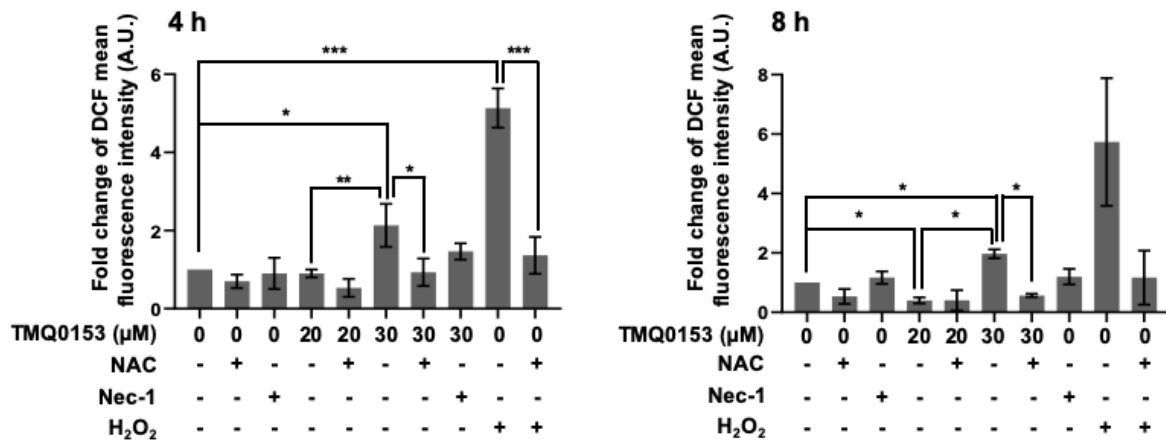 4 h
Fold change of DCF mean
fluorescence intensity (A.U.)
6
4
2
0
***
***
*
**
*
TMQ0153 (µM) 0 0 0 20 20 30 30 30 0 0
NAC - + - - + - + - - +
Nec-1 - - + - - - - + - -
H₂O₂ - - - - - - - - + +
8 h
Fold change of DCF mean
fluorescence intensity (A.U.)
8
6
4
2
0
*
*
*
*
TMQ0153 (µM) 0 0 0 20 20 30 30 0 0 0
NAC - + - - + - + - - +
Nec-1 - - + - - - - + - -
H₂O₂ - - - - - - - - + +